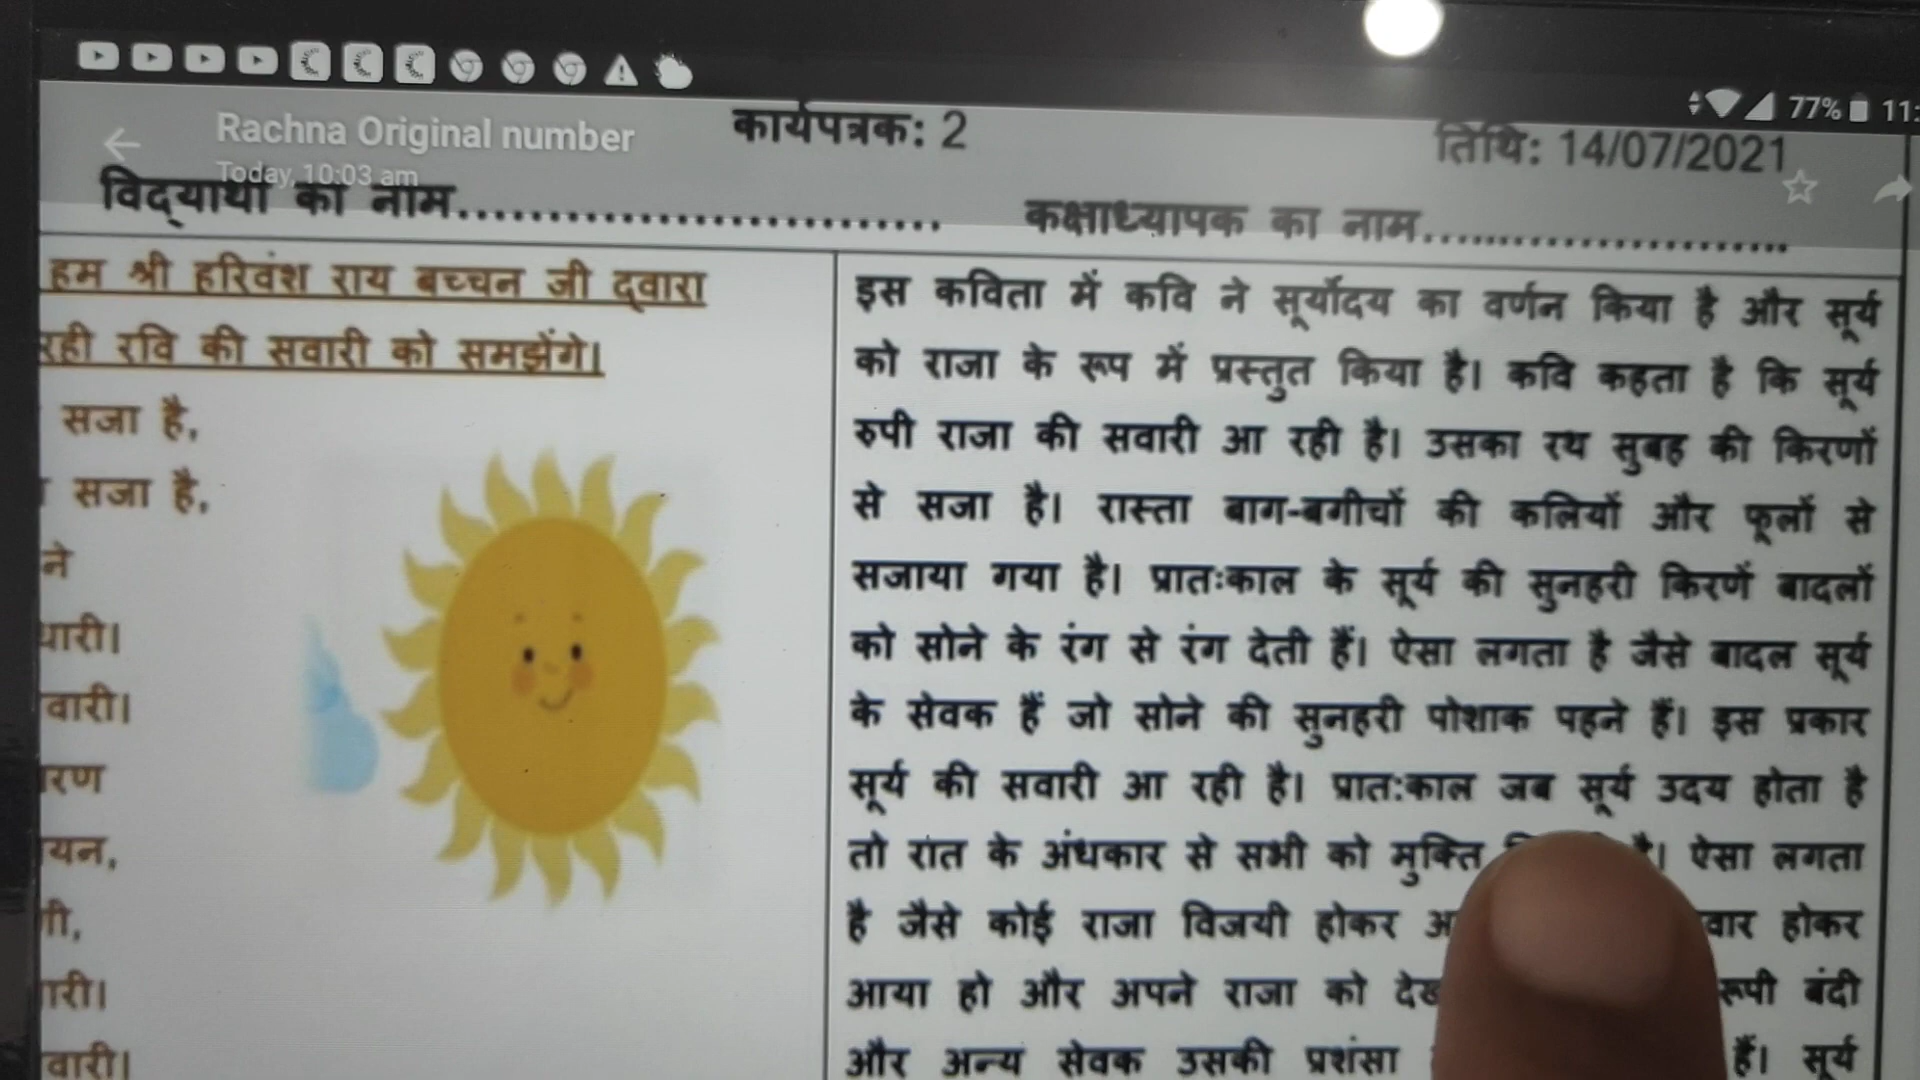 77% 11:
Rachna Original number
Today, 10:03 am
कार्यपत्रक: 2
तिथि: 14/07/2021
विद्यार्थी का नाम..............................
कक्षाध्यापक का नाम........................
हम श्री हरिवंश राय बच्चन जी द्वारा
रही रवि की सवारी को समझेंगे।
सजा है,
सजा है,
ने
धारी।
वारी।
रण
यन,
गी,
ारी।
वारी।
इस कविता में कवि ने सूर्योदय का वर्णन किया है और सूर्य
को राजा के रूप में प्रस्तुत किया है। कवि कहता है कि सूर्य
रुपी राजा की सवारी आ रही है। उसका रथ सुबह की किरणों
से सजा है। रास्ता बाग-बगीचों की कलियों और फूलों से
सजाया गया है। प्रातःकाल के सूर्य की सुनहरी किरणें बादलों
को सोने के रंग से रंग देती हैं। ऐसा लगता है जैसे बादल सूर्य
के सेवक हैं जो सोने की सुनहरी पोशाक पहने हैं। इस प्रकार
सूर्य की सवारी आ रही है। प्रात:काल जब सूर्य उदय होता है
तो रात के अंधकार से सभी को मुक्ति है। ऐसा लगता
है जैसे कोई राजा विजयी होकर वार होकर
आया हो और अपने राजा को देख रूपी बंदी
और अन्य सेवक उसकी प्रशंसा हैं। सूर्य